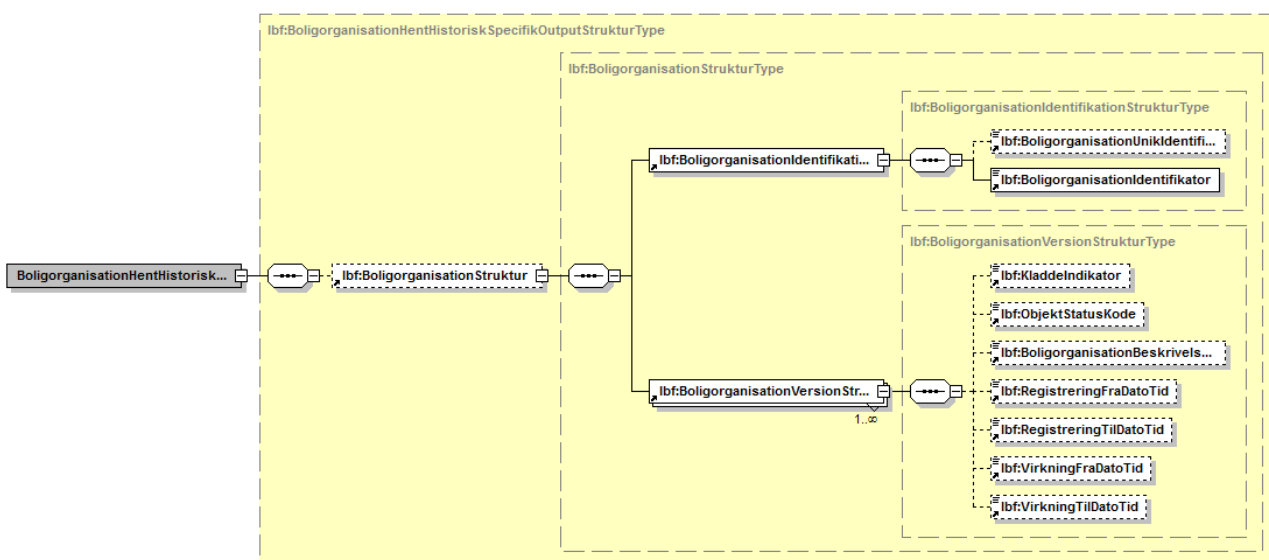 lbf:BoligorganisationHentHistoriskSpecifikOutputStrukturType
lbf:BoligorganisationStrukturType
lbf:BoligorganisationIdentifikationStrukturType
lbf:BoligorganisationUnikIdentifi...
lbf:BoligorganisationIdentifikati...
lbf:BoligorganisationIdentifikator
lbf:BoligorganisationVersionStrukturType
BoligorganisationHentHistorisk...
lbf:BoligorganisationStruktur
lbf:KladdeIndikator
lbf:ObjektStatusKode
lbf:BoligorganisationBeskrivels...
lbf:BoligorganisationVersionStr...
1..∞
lbf:RegistreringFraDatoTid
lbf:RegistreringTilDatoTid
lbf:VirkningFraDatoTid
lbf:VirkningTilDatoTid